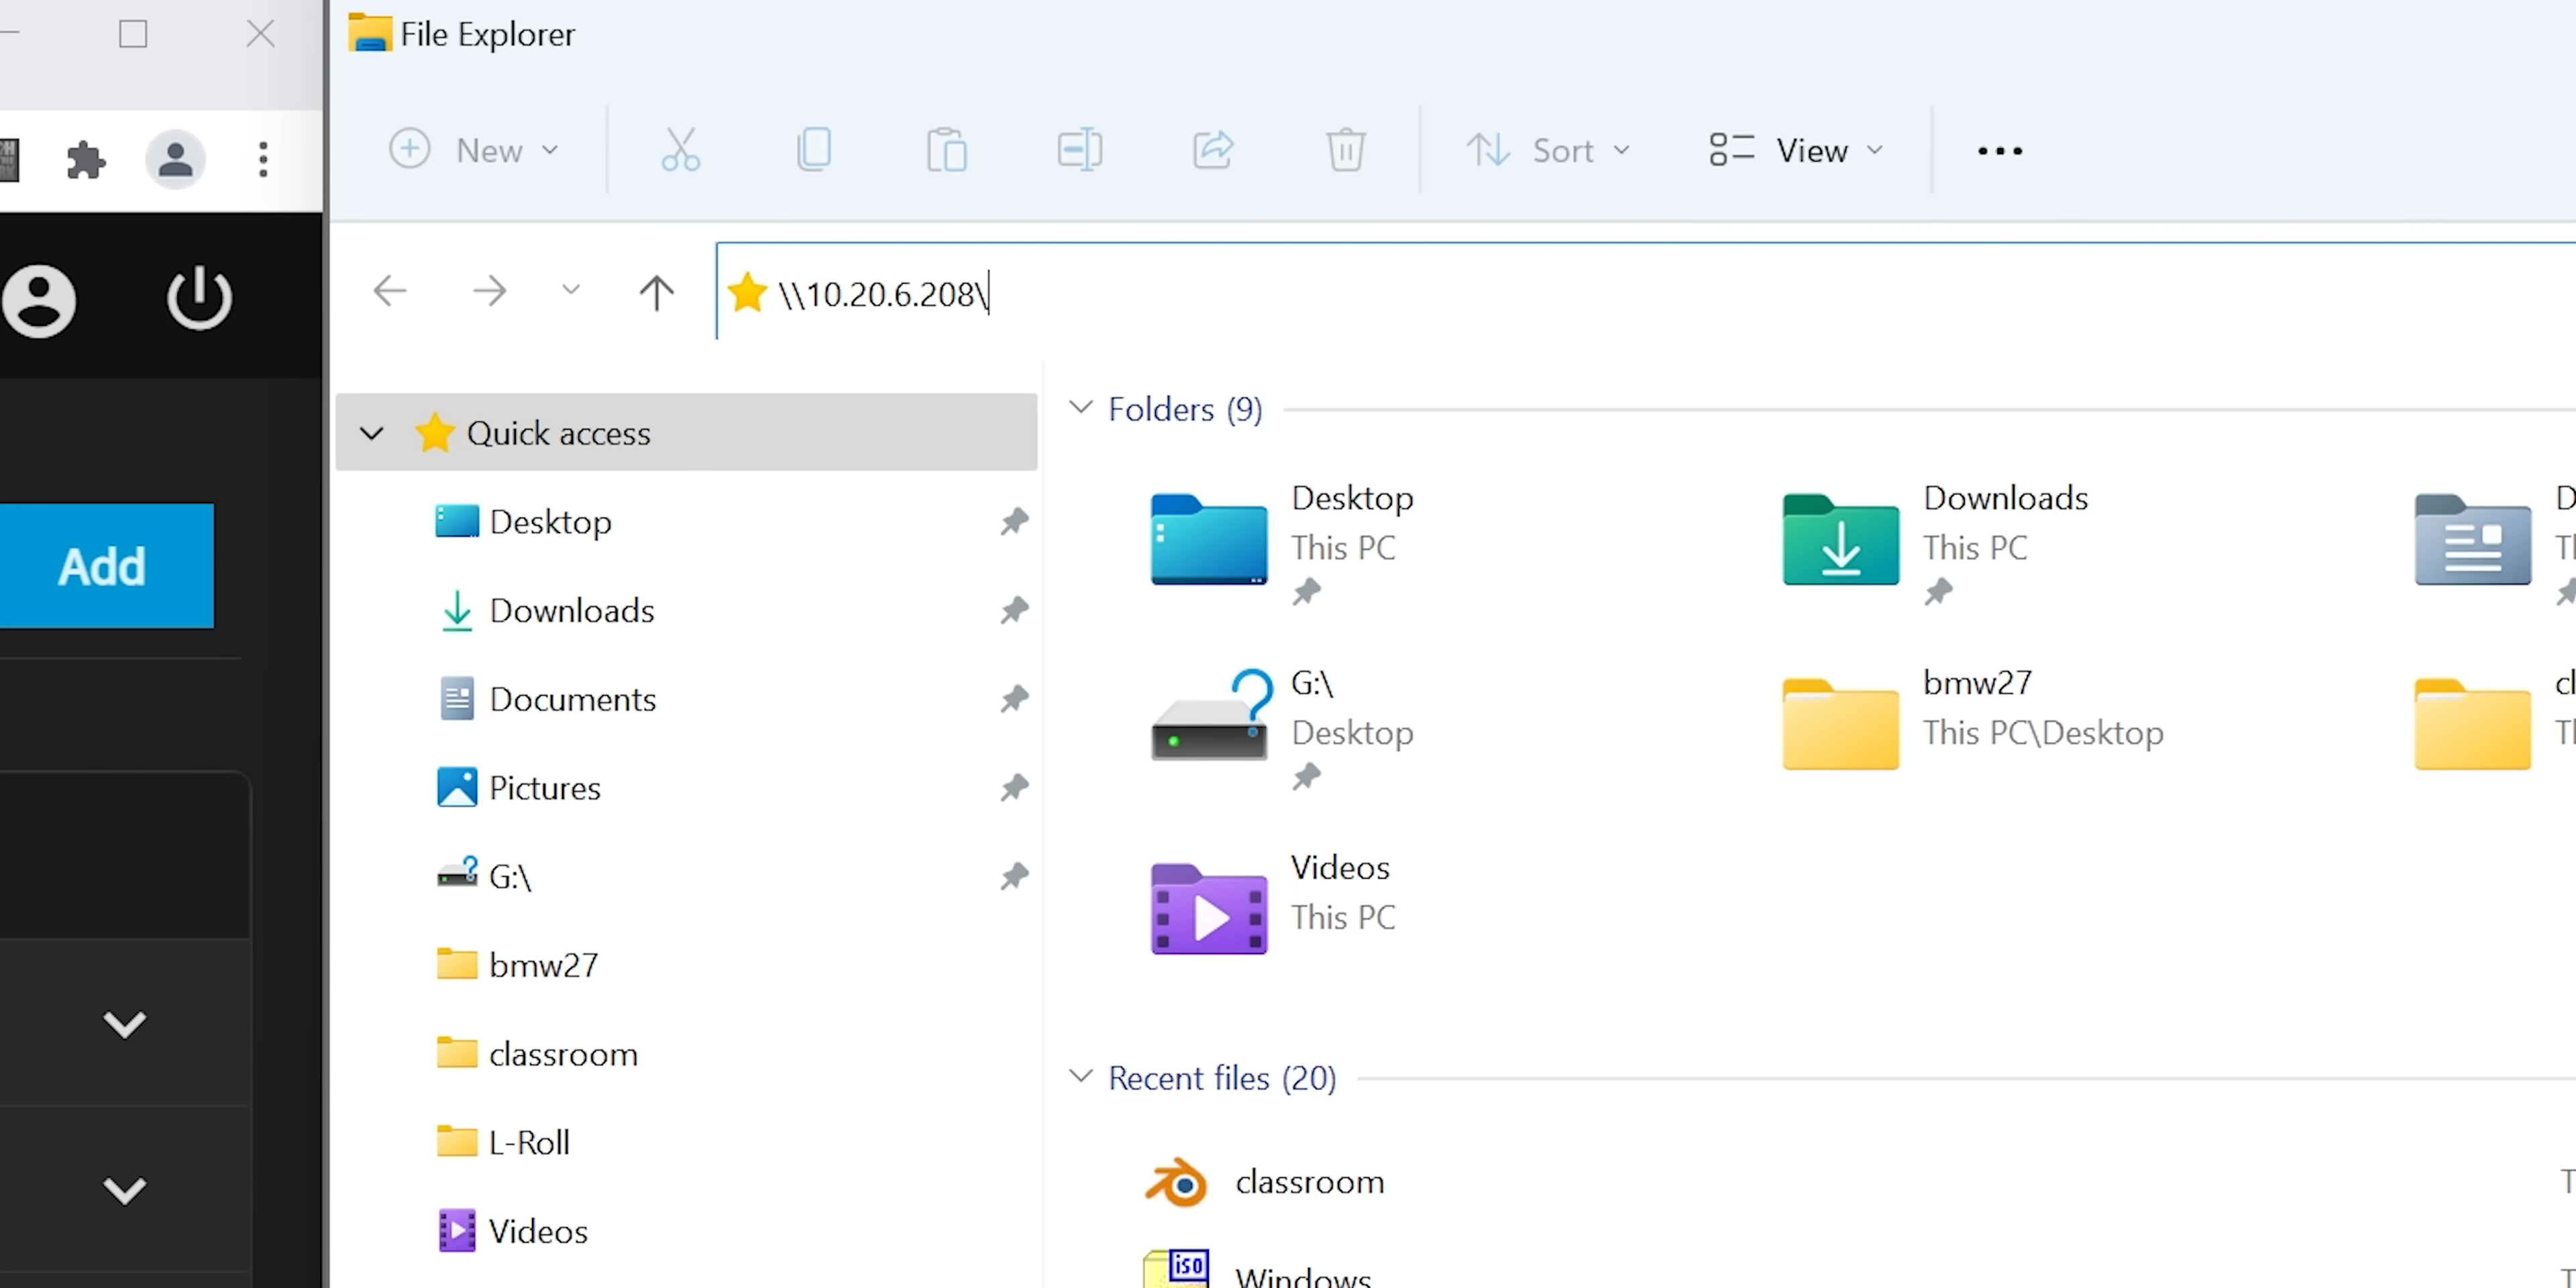 File Explorer
New
Sort
View
\\10.20.6.208\
Add
Quick access
Desktop
Downloads
Documents
Pictures
G:\
bmw27
classroom
L-Roll
Videos
Folders (9)
Desktop
This PC
Downloads
This PC
G:\
Desktop
bmw27
This PC\Desktop
Videos
This PC
Recent files (20)
classroom
iso
Windows